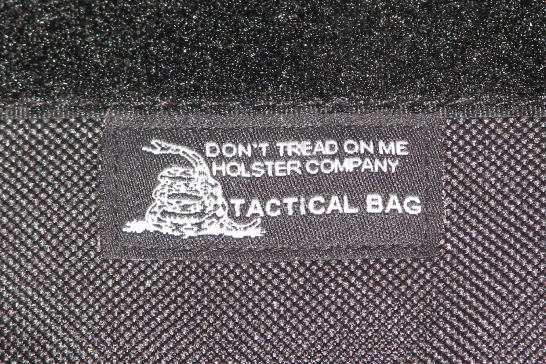 DON'T TREAD ON ME
HOLSTER COMPANY
TACTICAL BAG